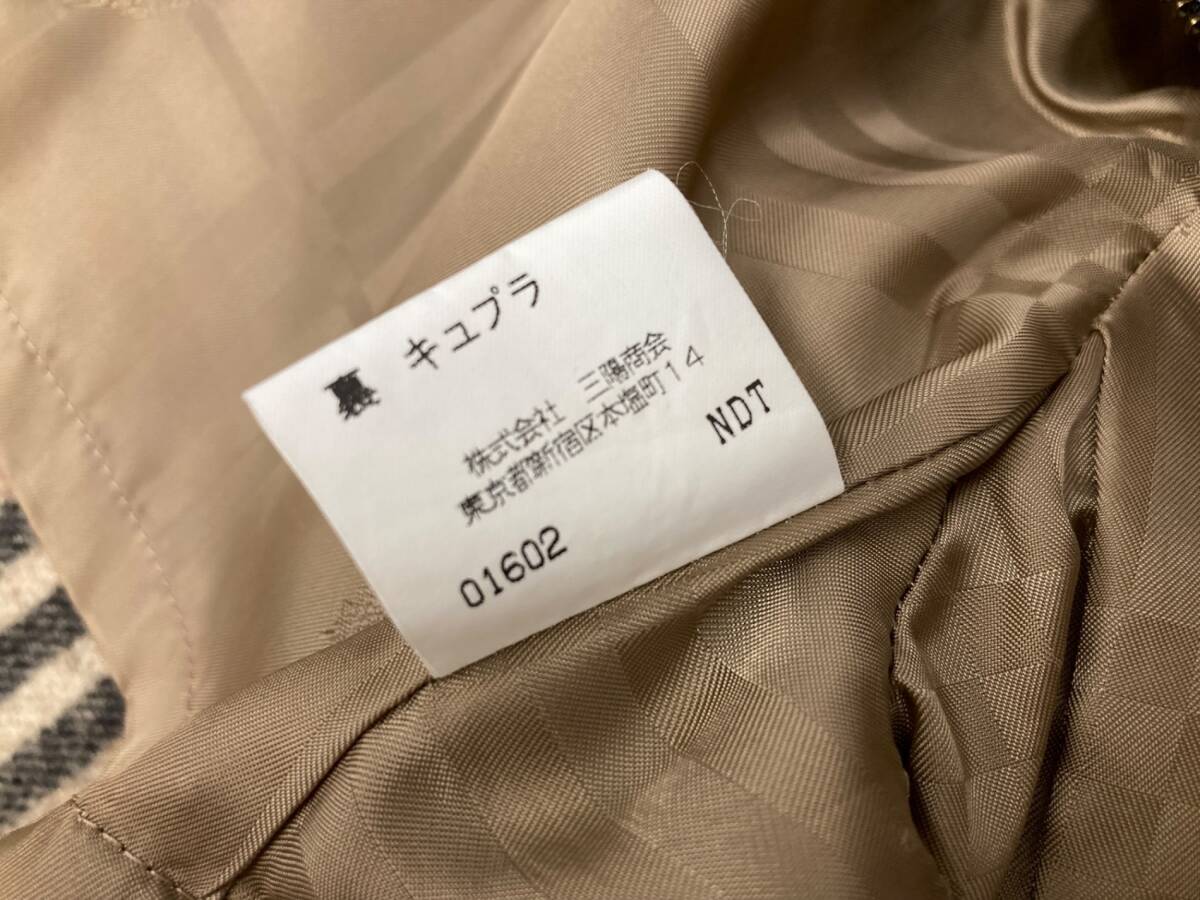 裏 キュプラ
株式会社 三陽商会
東京都新宿区本塩町14
NDT
01602